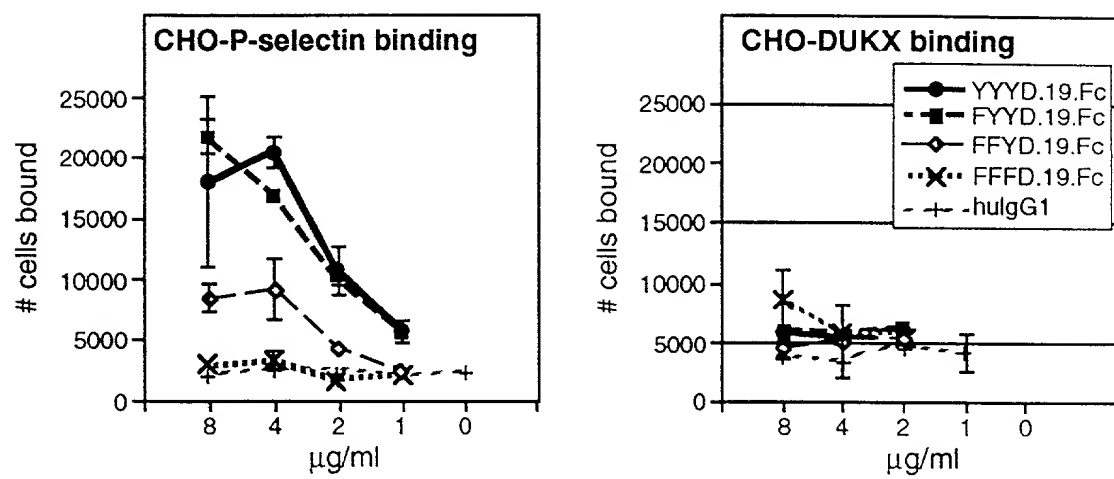 CHO-P-selectin binding
# cells bound
25000
20000
15000
10000
5000
0
8 4 2 1 0
µg/ml
CHO-DUKX binding
YYYD.19.Fc
FYYD.19.Fc
FFYD.19.Fc
FFFD.19.Fc
huIgG1
# cells bound
25000
20000
15000
10000
5000
0
8 4 2 1 0
µg/ml